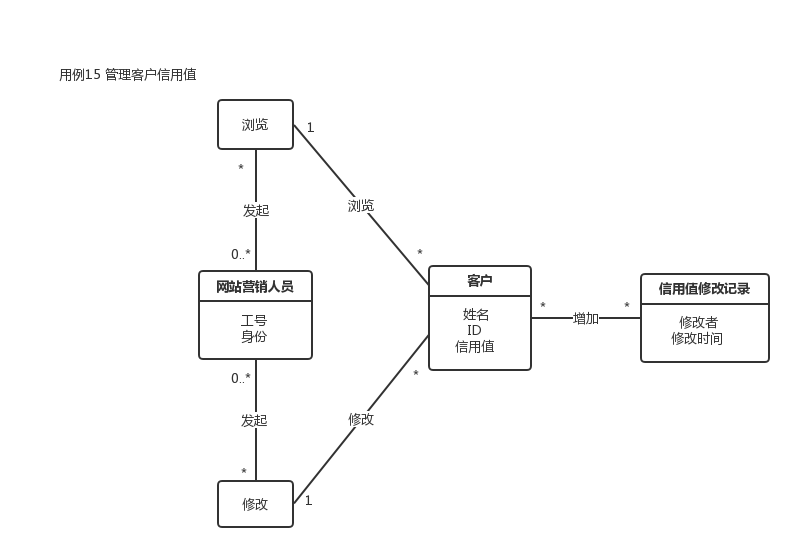 用例15 管理客户信用值
浏览
1
*
发起
浏览
0..*
*
网站营销人员
工号
身份
客户
姓名
ID
信用值
*
增加
*
信用值修改记录
修改者
修改时间
0..*
*
发起
修改
*
1
修改